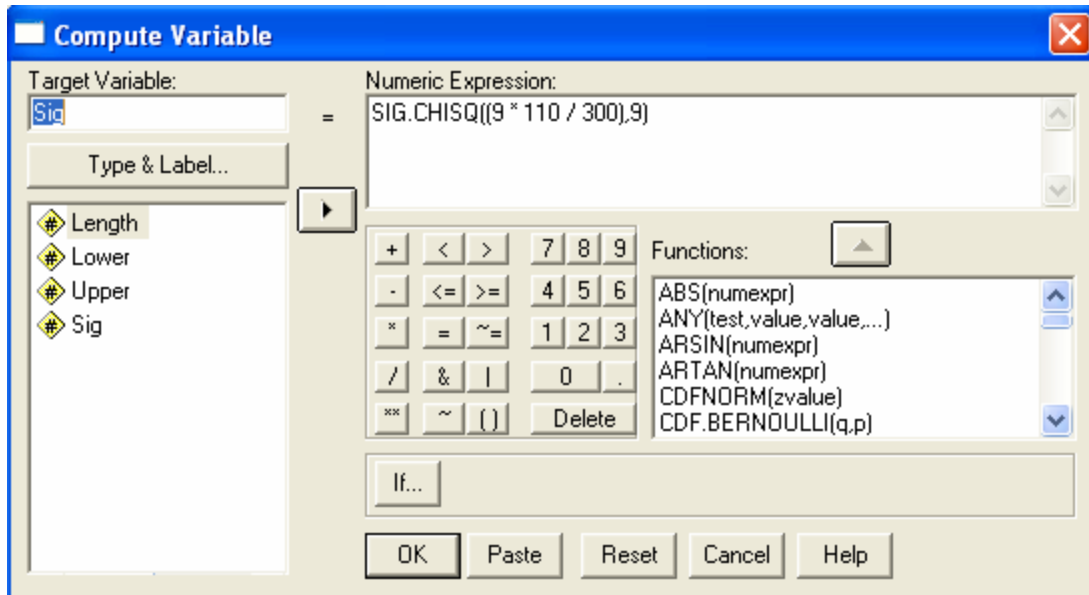 Compute Variable
Target Variable:
Sig
Type & Label...
Length
Lower
Upper
Sig
=
Numeric Expression:
SIG.CHISQ((9 * 110 / 300),9)
+ < > 7 8 9
- <= >= 4 5 6
* = ~= 1 2 3
/ & | 0 .
** ~ () Delete
Functions:
ABS(numexpr)
ANY(test,value,value,...)
ARSIN(numexpr)
ARTAN(numexpr)
CDFNORM(zvalue)
CDF.BERNOULLI(q,p)
If...
OK Paste Reset Cancel Help